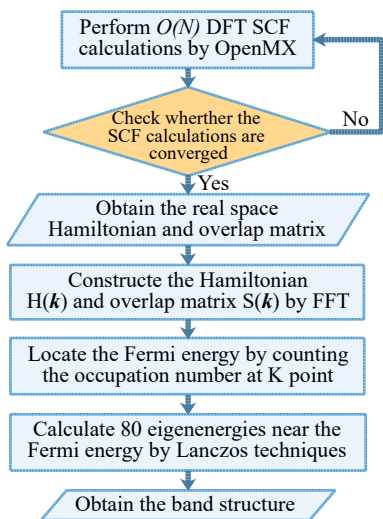 Perform O(N) DFT SCF
calculations by OpenMX
No
Check wherther the
SCF calculations are
converged
Yes
Obtain the real space
Hamiltonian and overlap matrix
Constructe the Hamiltonian
H(k) and overlap matrix S(k) by FFT
Locate the Fermi energy by counting
the occupation number at K point
Calculate 80 eigenenergies near the
Fermi energy by Lanczos techniques
Obtain the band structure